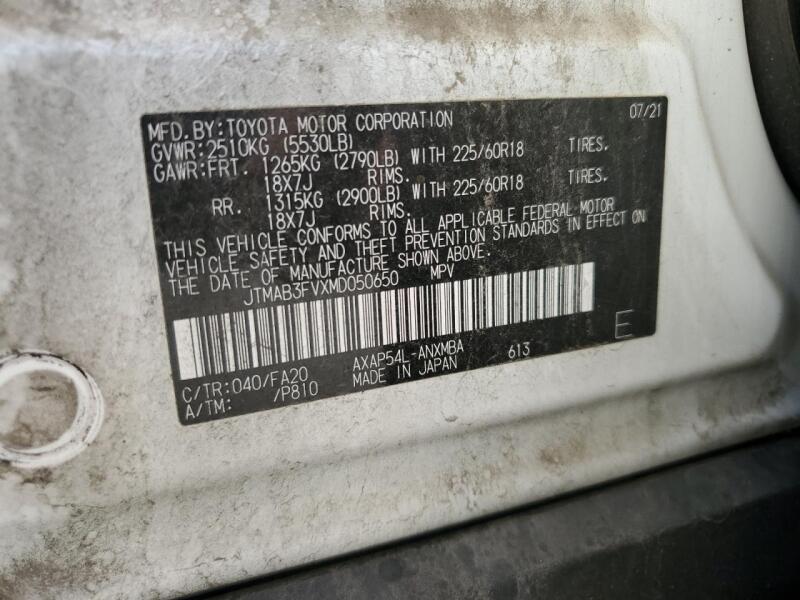 MFD.BY:TOYOTA MOTOR CORPORATION 07/21
GVWR:2510KG (5530LB)
GAWR:FRT. 1265KG (2790LB) WITH 225/60R18 TIRES.
18X7J RIMS.
RR. 1315KG (2900LB) WITH 225/60R18 TIRES.
18X7J RIMS.
THIS VEHICLE CONFORMS TO ALL APPLICABLE FEDERAL MOTOR
VEHICLE SAFETY AND THEFT PREVENTION STANDARDS IN EFFECT ON
THE DATE OF MANUFACTURE SHOWN ABOVE.
JTMAB3FVXMD050650 MPV
E
C/TR:040/FA20 AXAP54L-ANXMBA 613
A/TM: /P810 MADE IN JAPAN